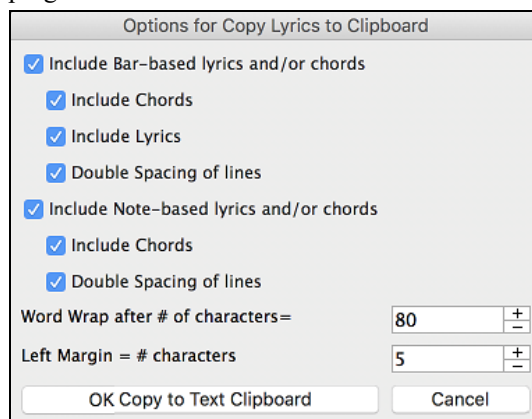 Options for Copy Lyrics to Clipboard
Include Bar-based lyrics and/or chords
Include Chords
Include Lyrics
Double Spacing of lines
Include Note-based lyrics and/or chords
Include Chords
Double Spacing of lines
Word Wrap after # of characters= 80
Left Margin = # characters 5
OK Copy to Text Clipboard Cancel